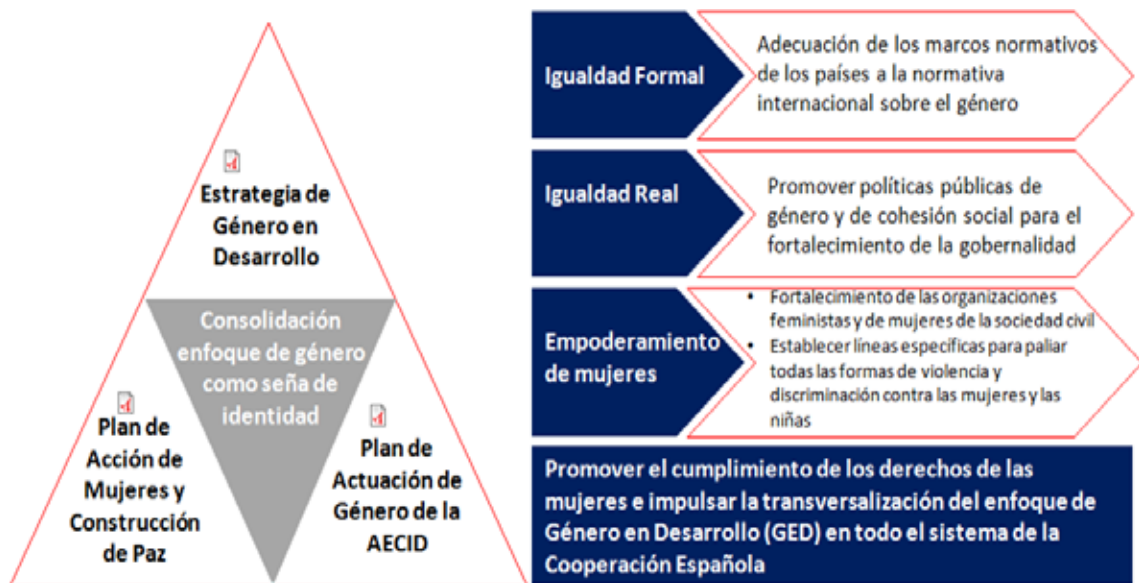 Estrategia de
Género en
Desarrollo
Consolidación
enfoque de género
como seña de
identidad
Plan de
Acción de
Mujeres y
Construcción
de Paz
Plan de
Actuación de
Género de la
AECID
Igualdad Formal
Adecuación de los marcos normativos
de los países a la normativa
internacional sobre el género
Igualdad Real
Promover políticas públicas de
género y de cohesión social para el
fortalecimiento de la gobernalidad
Empoderamiento
de mujeres
• Fortalecimiento de las organizaciones
feministas y de mujeres de la sociedad civil
• Establecer líneas específicas para paliar
todas las formas de violencia y
discriminación contra las mujeres y las
niñas
Promover el cumplimiento de los derechos de las
mujeres e impulsar la transversalización del enfoque de
Género en Desarrollo (GED) en todo el sistema de la
Cooperación Española